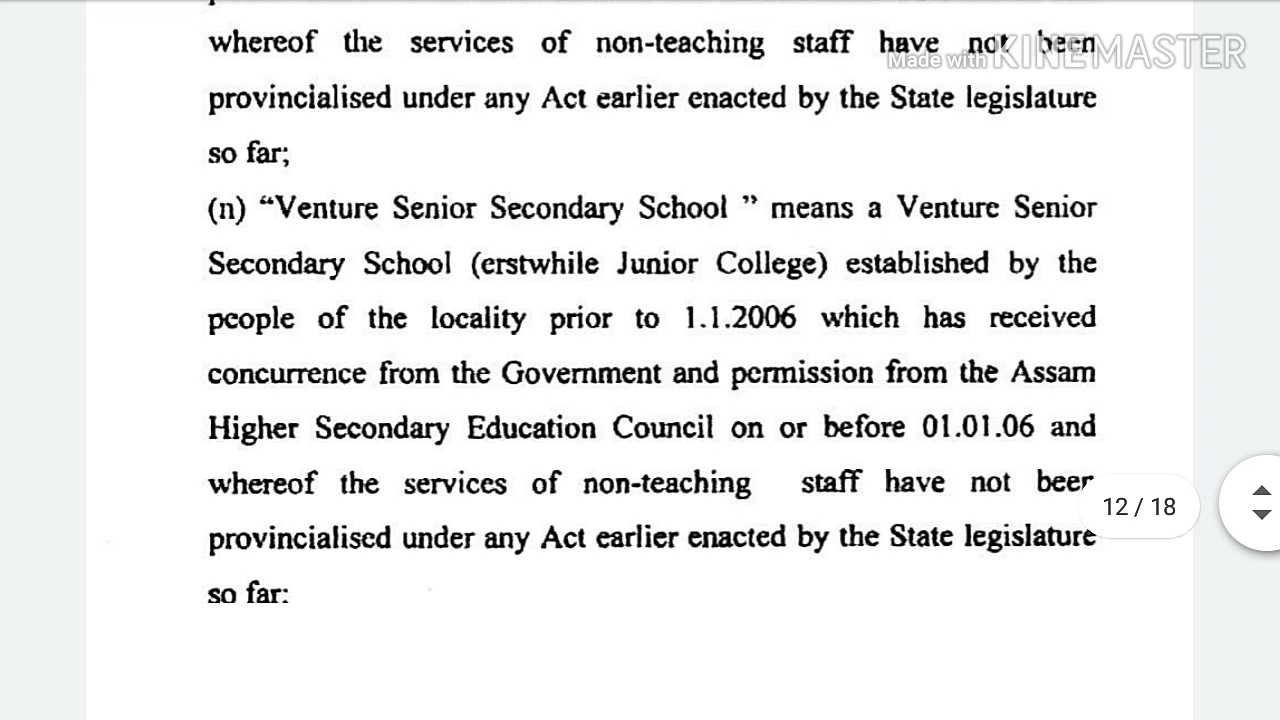 whereof the services of non-teaching staff have not been
Made with KINEMASTER
provincialised under any Act earlier enacted by the State legislature
so far;
(n) “Venture Senior Secondary School ” means a Venture Senior
Secondary School (erstwhile Junior College) established by the
people of the locality prior to 1.1.2006 which has received
concurrence from the Government and permission from the Assam
Higher Secondary Education Council on or before 01.01.06 and
whereof the services of non-teaching staff have not been
12 / 18
provincialised under any Act earlier enacted by the State legislature
so far;